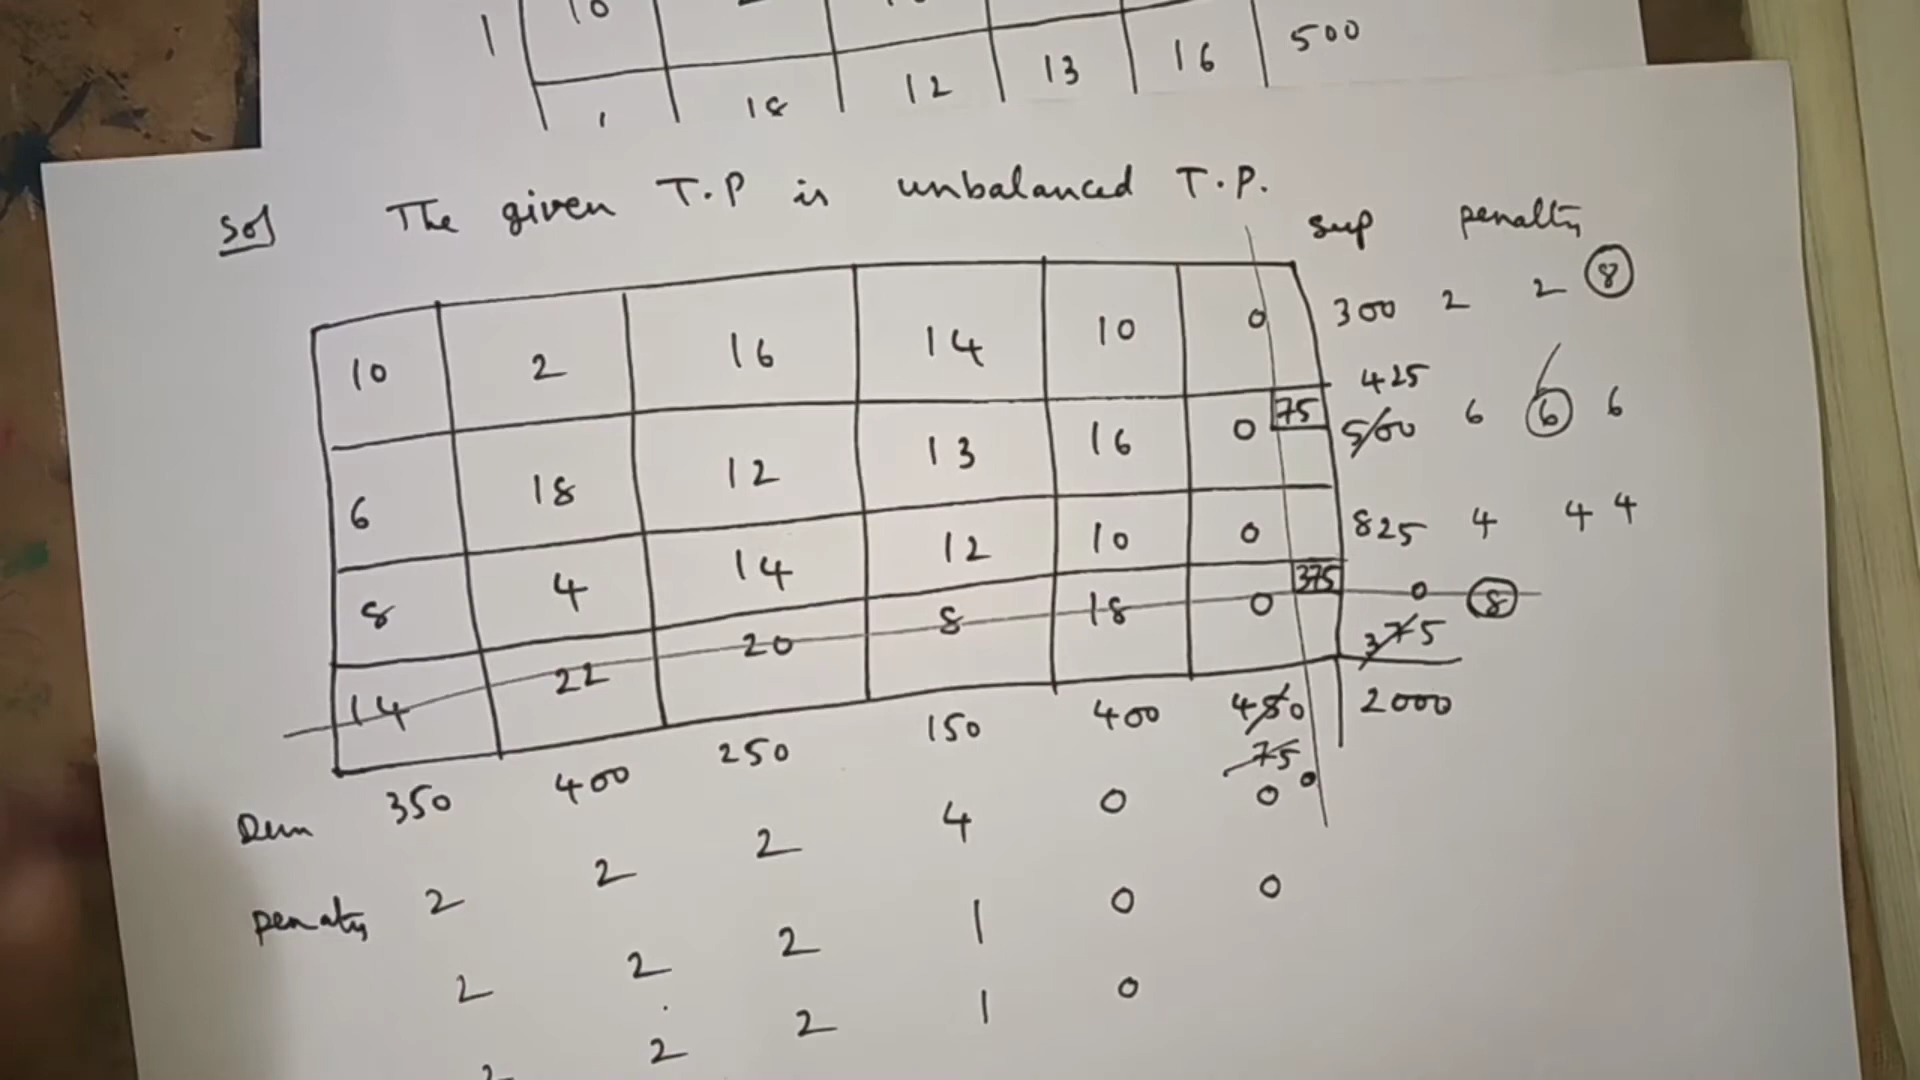 1 10
500
1 18 12 13 16
Sol The given T.P is unbalanced T.P.
sup penalty
10 2 16 14 10 0 300 2 2 8
425
6 18 12 13 16 0 75 500 6 6 6
8 4 14 12 10 0 825 4 4 4
14 22 20 8 18 0 375 375 0 8
Dem 350 400 250 150 400 450 2000
75
0
penalty 2 2 2 4 0 0
2 2 2 1 0 0
2 2 2 1 0